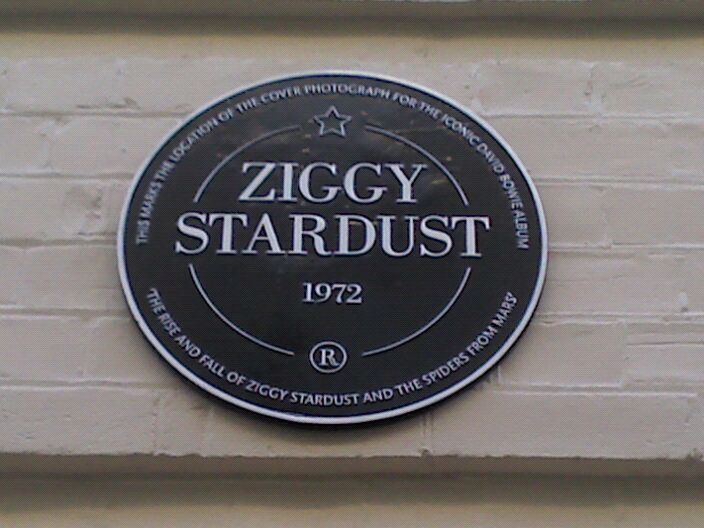 THIS MARKS THE LOCATION OF THE COVER PHOTOGRAPH FOR THE ICONIC DAVID BOWIE ALBUM
ZIGGY
STARDUST
1972
R
'THE RISE AND FALL OF ZIGGY STARDUST AND THE SPIDERS FROM MARS'